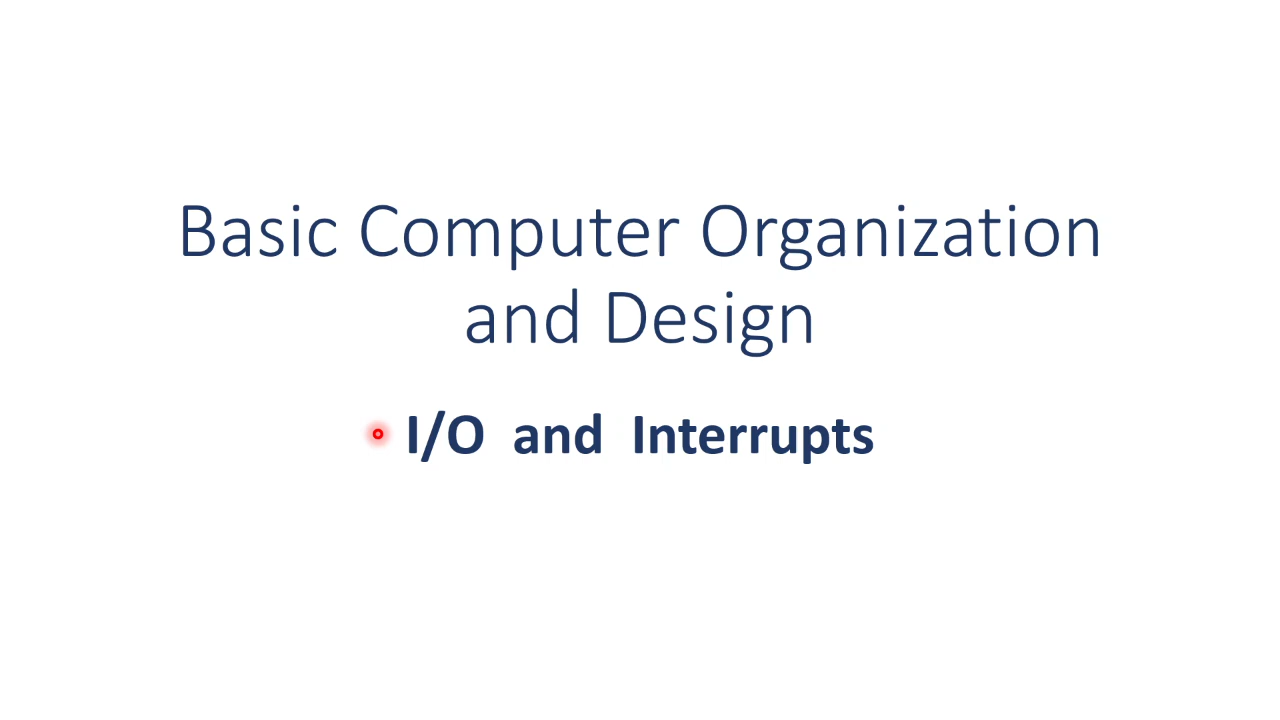 Basic Computer Organization
and Design
I/O and Interrupts